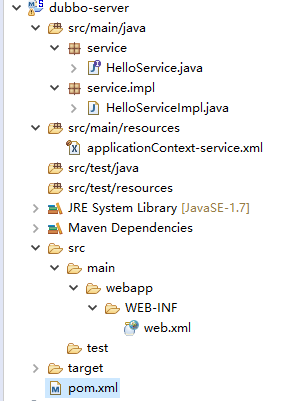 dubbo-server
src/main/java
service
HelloService.java
service.impl
HelloServiceImpl.java
src/main/resources
applicationContext-service.xml
src/test/java
src/test/resources
JRE System Library [JavaSE-1.7]
Maven Dependencies
src
main
webapp
WEB-INF
web.xml
test
target
pom.xml